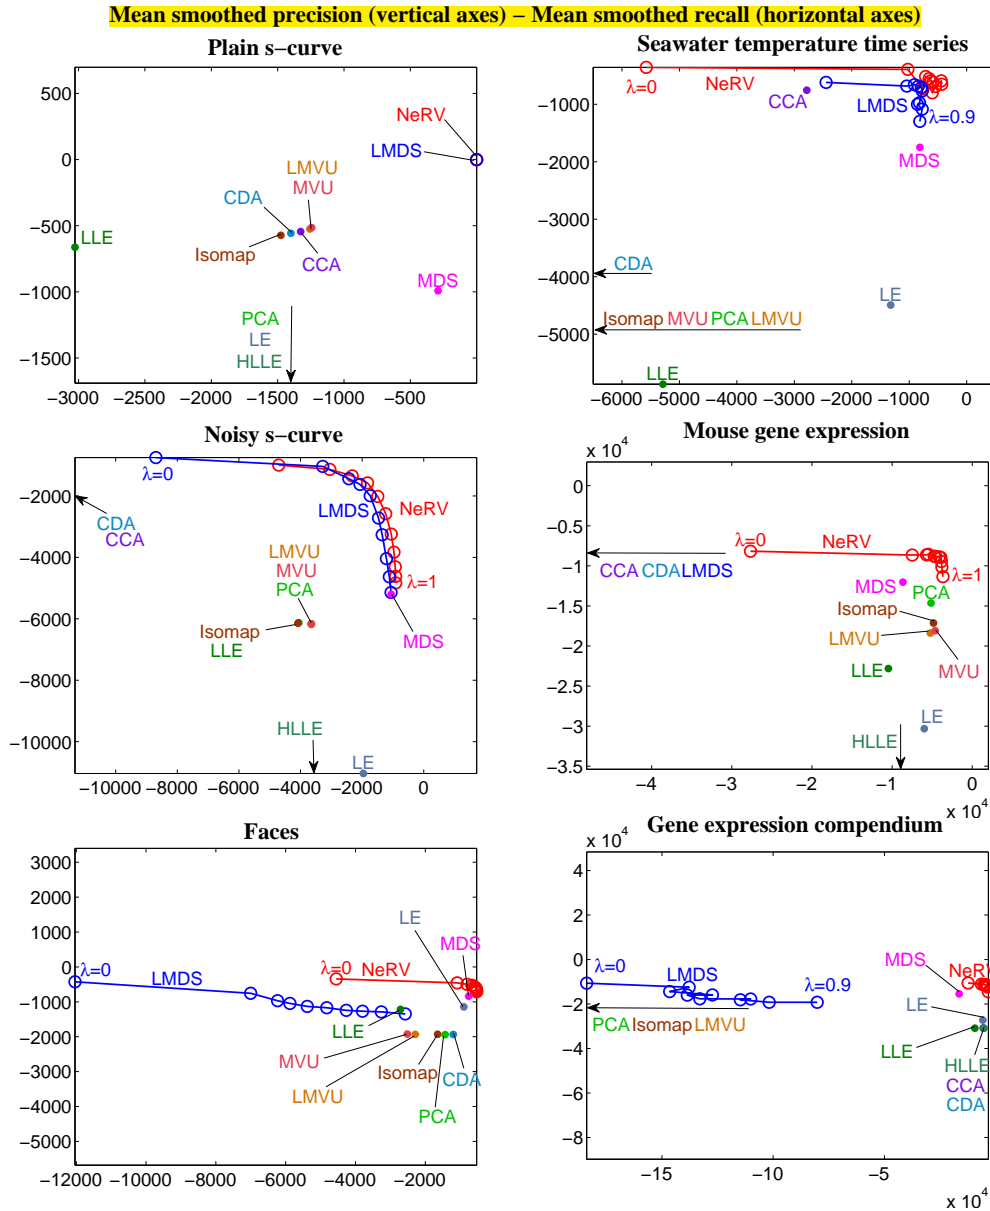 Mean smoothed precision (vertical axes) − Mean smoothed recall (horizontal axes)
Plain s−curve
500
0
−500
−1000
−1500
NeRV
LMDS
LMVU
MVU
CDA
LLE
Isomap
CCA
MDS
PCA
LE
HLLE
−3000 −2500 −2000 −1500 −1000 −500
Seawater temperature time series
−1000
−2000
−3000
−4000
−5000
λ=0
NeRV
CCA
LMDS
λ=0.9
MDS
CDA
LE
Isomap MVU PCA LMVU
LLE
−6000 −5000 −4000 −3000 −2000 −1000 0
Noisy s−curve
−2000
−4000
−6000
−8000
−10000
λ=0
LMDS
NeRV
CDA
CCA
LMVU
MVU
PCA
λ=1
Isomap
LLE
MDS
HLLE
LE
−10000 −8000 −6000 −4000 −2000 0
Mouse gene expression
x 10⁴
0
−0.5
−1
−1.5
−2
−2.5
−3
−3.5
λ=0
NeRV
CCA CDA LMDS
λ=1
MDS
PCA
Isomap
LMVU
LLE
MVU
LE
HLLE
−4 −3 −2 −1 0
x 10⁴
Faces
3000
2000
1000
0
−1000
−2000
−3000
−4000
−5000
LE
MDS
λ=0
LMDS
λ=0
NeRV
LLE
MVU
Isomap
CDA
LMVU
PCA
−12000 −10000 −8000 −6000 −4000 −2000
Gene expression compendium
x 10⁴
4
2
0
−2
−4
−6
−8
λ=0
LMDS
λ=0.9
MDS
NeRV
PCA Isomap LMVU
LE
LLE
HLLE
CCA
CDA
−15 −10 −5
x 10⁴